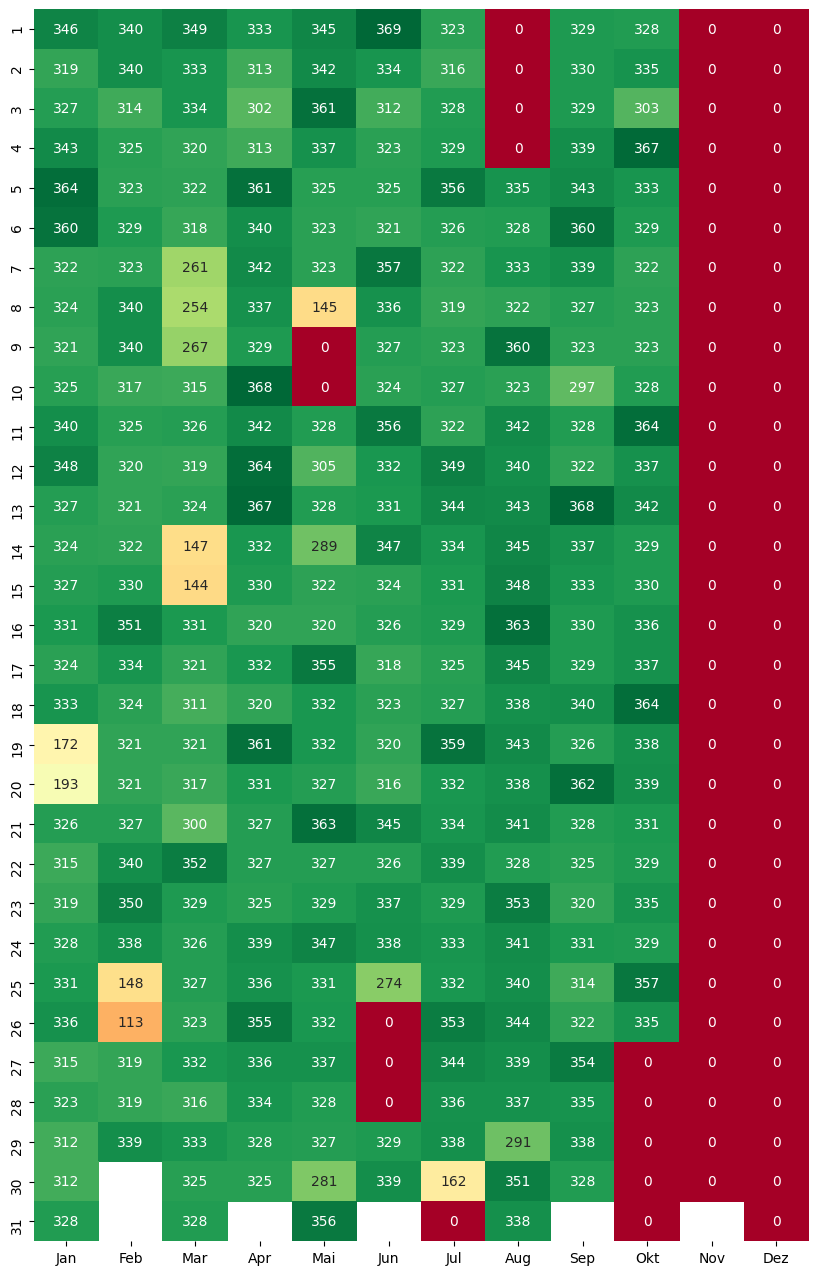 1 346 340 349 333 345 369 323 0 329 328 0 0
2 319 340 333 313 342 334 316 0 330 335 0 0
3 327 314 334 302 361 312 328 0 329 303 0 0
4 343 325 320 313 337 323 329 0 339 367 0 0
5 364 323 322 361 325 325 356 335 343 333 0 0
6 360 329 318 340 323 321 326 328 360 329 0 0
7 322 323 261 342 323 357 322 333 339 322 0 0
8 324 340 254 337 145 336 319 322 327 323 0 0
9 321 340 267 329 0 327 323 360 323 323 0 0
10 325 317 315 368 0 324 327 323 297 328 0 0
11 340 325 326 342 328 356 322 342 328 364 0 0
12 348 320 319 364 305 332 349 340 322 337 0 0
13 327 321 324 367 328 331 344 343 368 342 0 0
14 324 322 147 332 289 347 334 345 337 329 0 0
15 327 330 144 330 322 324 331 348 333 330 0 0
16 331 351 331 320 320 326 329 363 330 336 0 0
17 324 334 321 332 355 318 325 345 329 337 0 0
18 333 324 311 320 332 323 327 338 340 364 0 0
19 172 321 321 361 332 320 359 343 326 338 0 0
20 193 321 317 331 327 316 332 338 362 339 0 0
21 326 327 300 327 363 345 334 341 328 331 0 0
22 315 340 352 327 327 326 339 328 325 329 0 0
23 319 350 329 325 329 337 329 353 320 335 0 0
24 328 338 326 339 347 338 333 341 331 329 0 0
25 331 148 327 336 331 274 332 340 314 357 0 0
26 336 113 323 355 332 0 353 344 322 335 0 0
27 315 319 332 336 337 0 344 339 354 0 0 0
28 323 319 316 334 328 0 336 337 335 0 0 0
29 312 339 333 328 327 329 338 291 338 0 0 0
30 312 325 325 281 339 162 351 328 0 0 0
31 328 328 356 0 338 0 0
Jan Feb Mar Apr Mai Jun Jul Aug Sep Okt Nov Dez